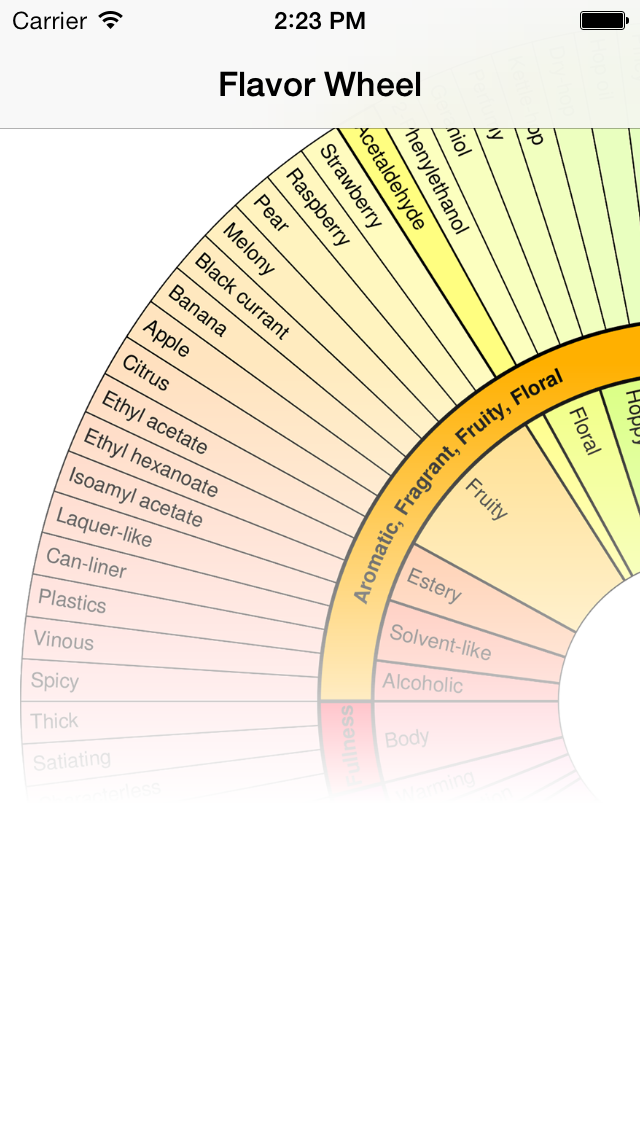 Carrier
2:23 PM
Flavor Wheel
Acetaldehyde
Strawberry
Raspberry
Pear
Melony
Black currant
Banana
Apple
Citrus
Ethyl acetate
Ethyl hexanoate
Isoamyl acetate
Laquer-like
Can-liner
Plastics
Vinous
Spicy
Thick
Satiating
Aromatic, Fragrant, Fruity, Floral
Fullness
Hoppy
Floral
Fruity
Estery
Solvent-like
Alcoholic
Body
Warming